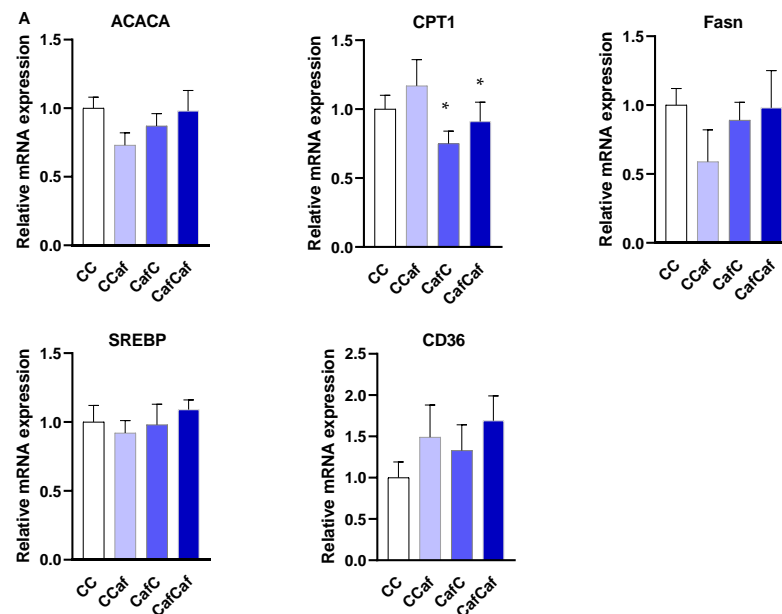 A
ACACA
Relative mRNA expression
1.5
1.0
0.5
0.0
CC
CCaf
CafC
CafCaf
CPT1
Relative mRNA expression
1.5
1.0
0.5
0.0
*
*
CC
CCaf
CafC
CafCaf
Fasn
Relative mRNA expression
1.5
1.0
0.5
0.0
CC
CCaf
CafC
CafCaf
SREBP
Relative mRNA expression
1.5
1.0
0.5
0.0
CC
CCaf
CafC
CafCaf
CD36
Relative mRNA expression
2.5
2.0
1.5
1.0
0.5
0.0
CC
CCaf
CafC
CafCaf